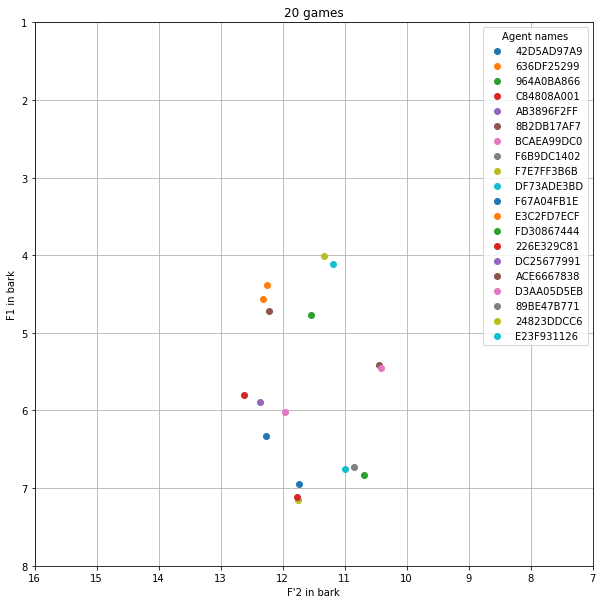 20 games
Agent names
42D5AD97A9
636DF25299
964A0BA866
C84808A001
AB3896F2FF
8B2DB17AF7
BCAEA99DC0
F6B9DC1402
F7E7FF3B6B
DF73ADE3BD
F67A04FB1E
E3C2FD7ECF
FD30867444
226E329C81
DC25677991
ACE6667838
D3AA05D5EB
89BE47B771
24823DDCC6
E23F931126
1
2
3
4
5
6
7
8
F1 in bark
16 15 14 13 12 11 10 9 8 7
F'2 in bark